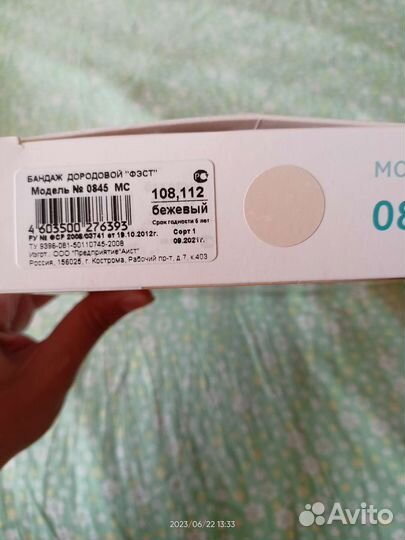 БАНДАЖ ДОРОДОВОЙ "ФЭСТ"
Модель № 0845 МС
108,112
бежевый
Срок годности 5 лет
4 603500 276393
РУ № ФСР 2008/03741 от 19.10.2012г.
Сорт 1
ТУ 9396-081-50110745-2008
09.2021г.
Изгот. ООО "Предприятие"Аист"
Россия, 156025, г. Кострома, Рабочий пр-т, д 7, к.403
МО
08
2023/06/22 13:33
Avito